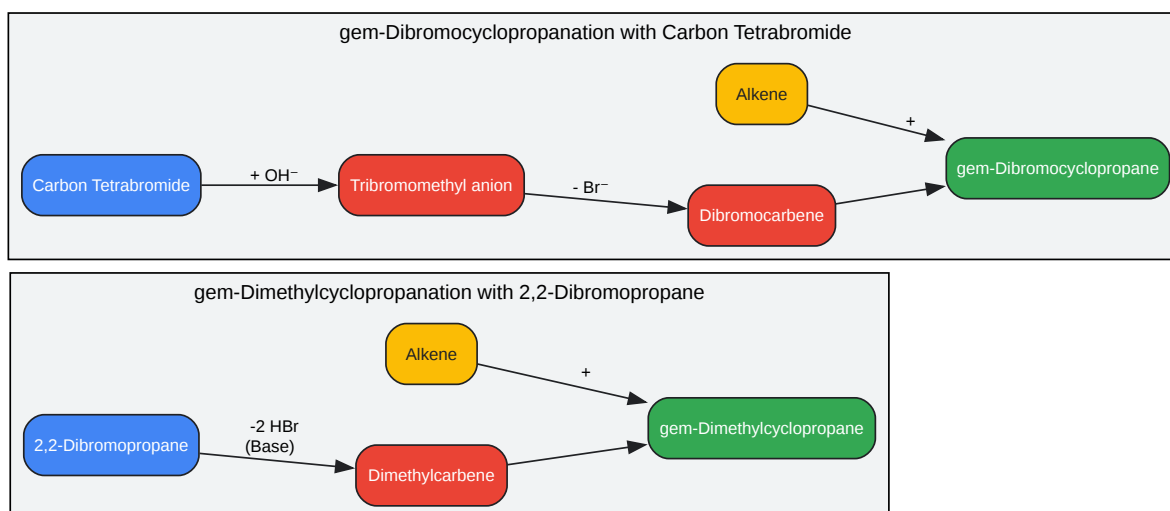 gem-Dibromocyclopropanation with Carbon Tetrabromide
Alkene
+
Carbon Tetrabromide
+ OH⁻
Tribromomethyl anion
- Br⁻
Dibromocarbene
gem-Dibromocyclopropane
gem-Dimethylcyclopropanation with 2,2-Dibromopropane
Alkene
+
2,2-Dibromopropane
-2 HBr
(Base)
Dimethylcarbene
gem-Dimethylcyclopropane